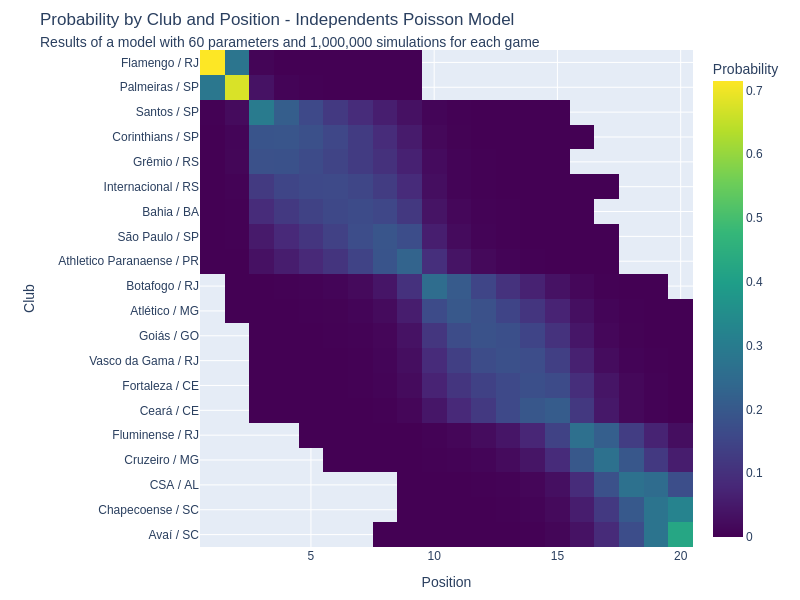 Probability by Club and Position - Independents Poisson Model
Results of a model with 60 parameters and 1,000,000 simulations for each game
Probability
0.7
0.6
0.5
0.4
0.3
0.2
0.1
0
Club
Flamengo / RJ
Palmeiras / SP
Santos / SP
Corinthians / SP
Grêmio / RS
Internacional / RS
Bahia / BA
São Paulo / SP
Athletico Paranaense / PR
Botafogo / RJ
Atlético / MG
Goiás / GO
Vasco da Gama / RJ
Fortaleza / CE
Ceará / CE
Fluminense / RJ
Cruzeiro / MG
CSA / AL
Chapecoense / SC
Avaí / SC
5 10 15 20
Position